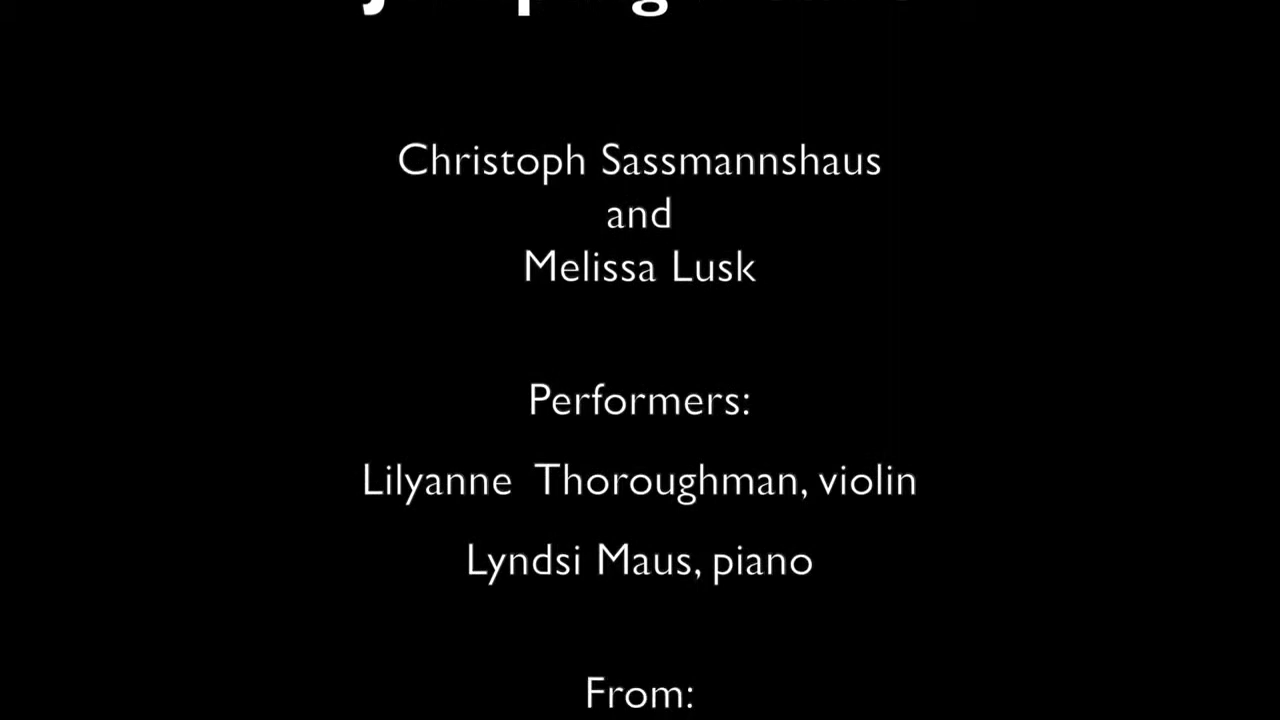 Christoph Sassmannshaus
and
Melissa Lusk
Performers:
Lilyanne Thoroughman, violin
Lyndsi Maus, piano
From: